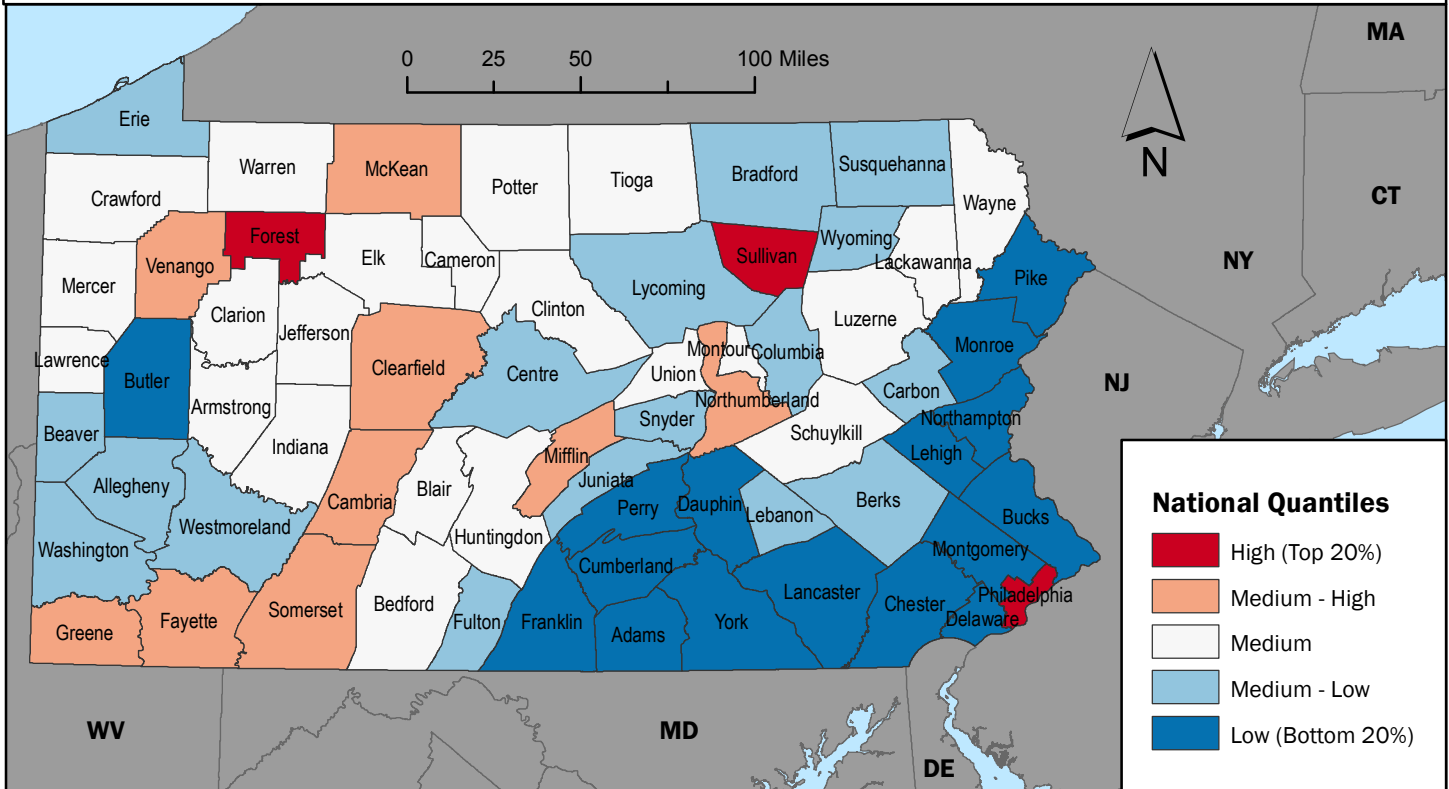 MA
0 25 50 100 Miles
Erie
N
Warren
McKean
Potter
Tioga
Bradford
Susquehanna
Crawford
Wayne
CT
Forest
Elk
Cameron
Sullivan
Wyoming
Lackawanna
NY
Venango
Mercer
Lycoming
Pike
Clarion
Jefferson
Clinton
Luzerne
Lawrence
Butler
Clearfield
Centre
Union
Montour
Columbia
Monroe
NJ
Armstrong
Snyder
Northumberland
Carbon
Northampton
Beaver
Indiana
Schuylkill
Lehigh
Allegheny
Cambria
Blair
Mifflin
Juniata
Perry
Dauphin
Lebanon
Berks
Bucks
Washington
Westmoreland
Huntingdon
Cumberland
Montgomery
Greene
Fayette
Somerset
Bedford
Fulton
Franklin
Adams
York
Lancaster
Chester
Delaware
Philadelphia
WV
MD
DE
National Quantiles
High (Top 20%)
Medium - High
Medium
Medium - Low
Low (Bottom 20%)